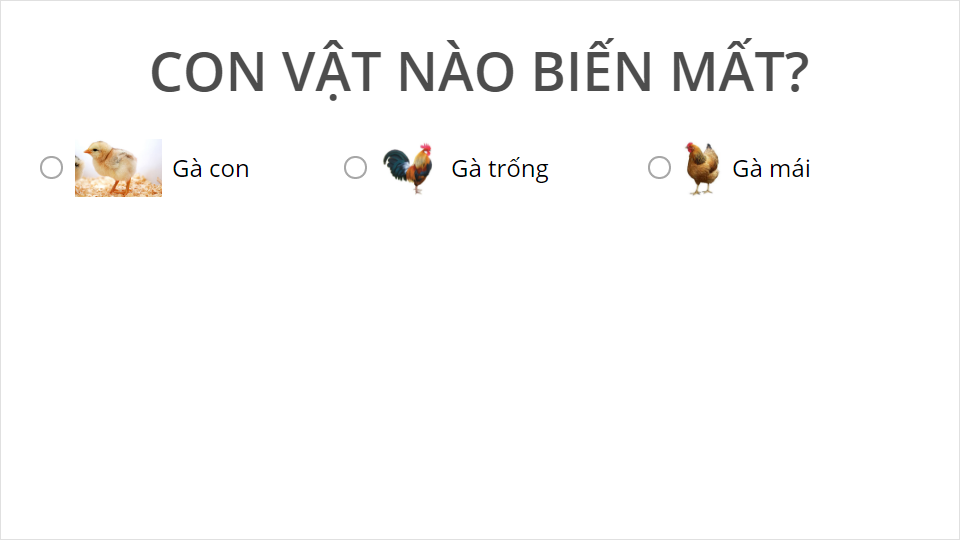 CON VẬT NÀO BIẾN MẤT?
Gà con
Gà trống
Gà mái